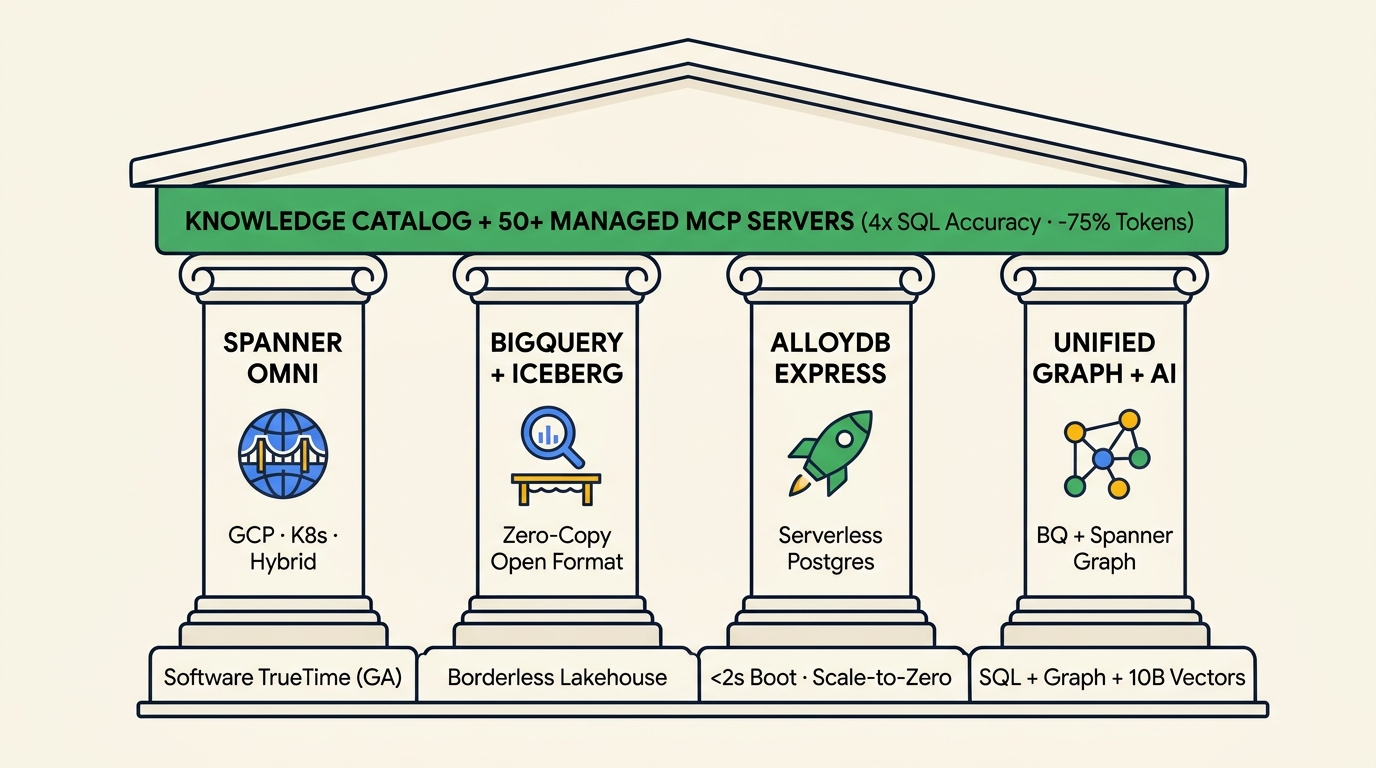 KNOWLEDGE CATALOG + 50+ MANAGED MCP SERVERS (4x SQL Accuracy · -75% Tokens)
SPANNER
OMNI
GCP · K8s ·
Hybrid
Software TrueTime (GA)
BIGQUERY
+ ICEBERG
Zero-Copy
Open Format
Borderless Lakehouse
ALLOYDB
EXPRESS
Serverless
Postgres
<2s Boot · Scale-to-Zero
UNIFIED
GRAPH + AI
BQ + Spanner
Graph
SQL + Graph + 10B Vectors